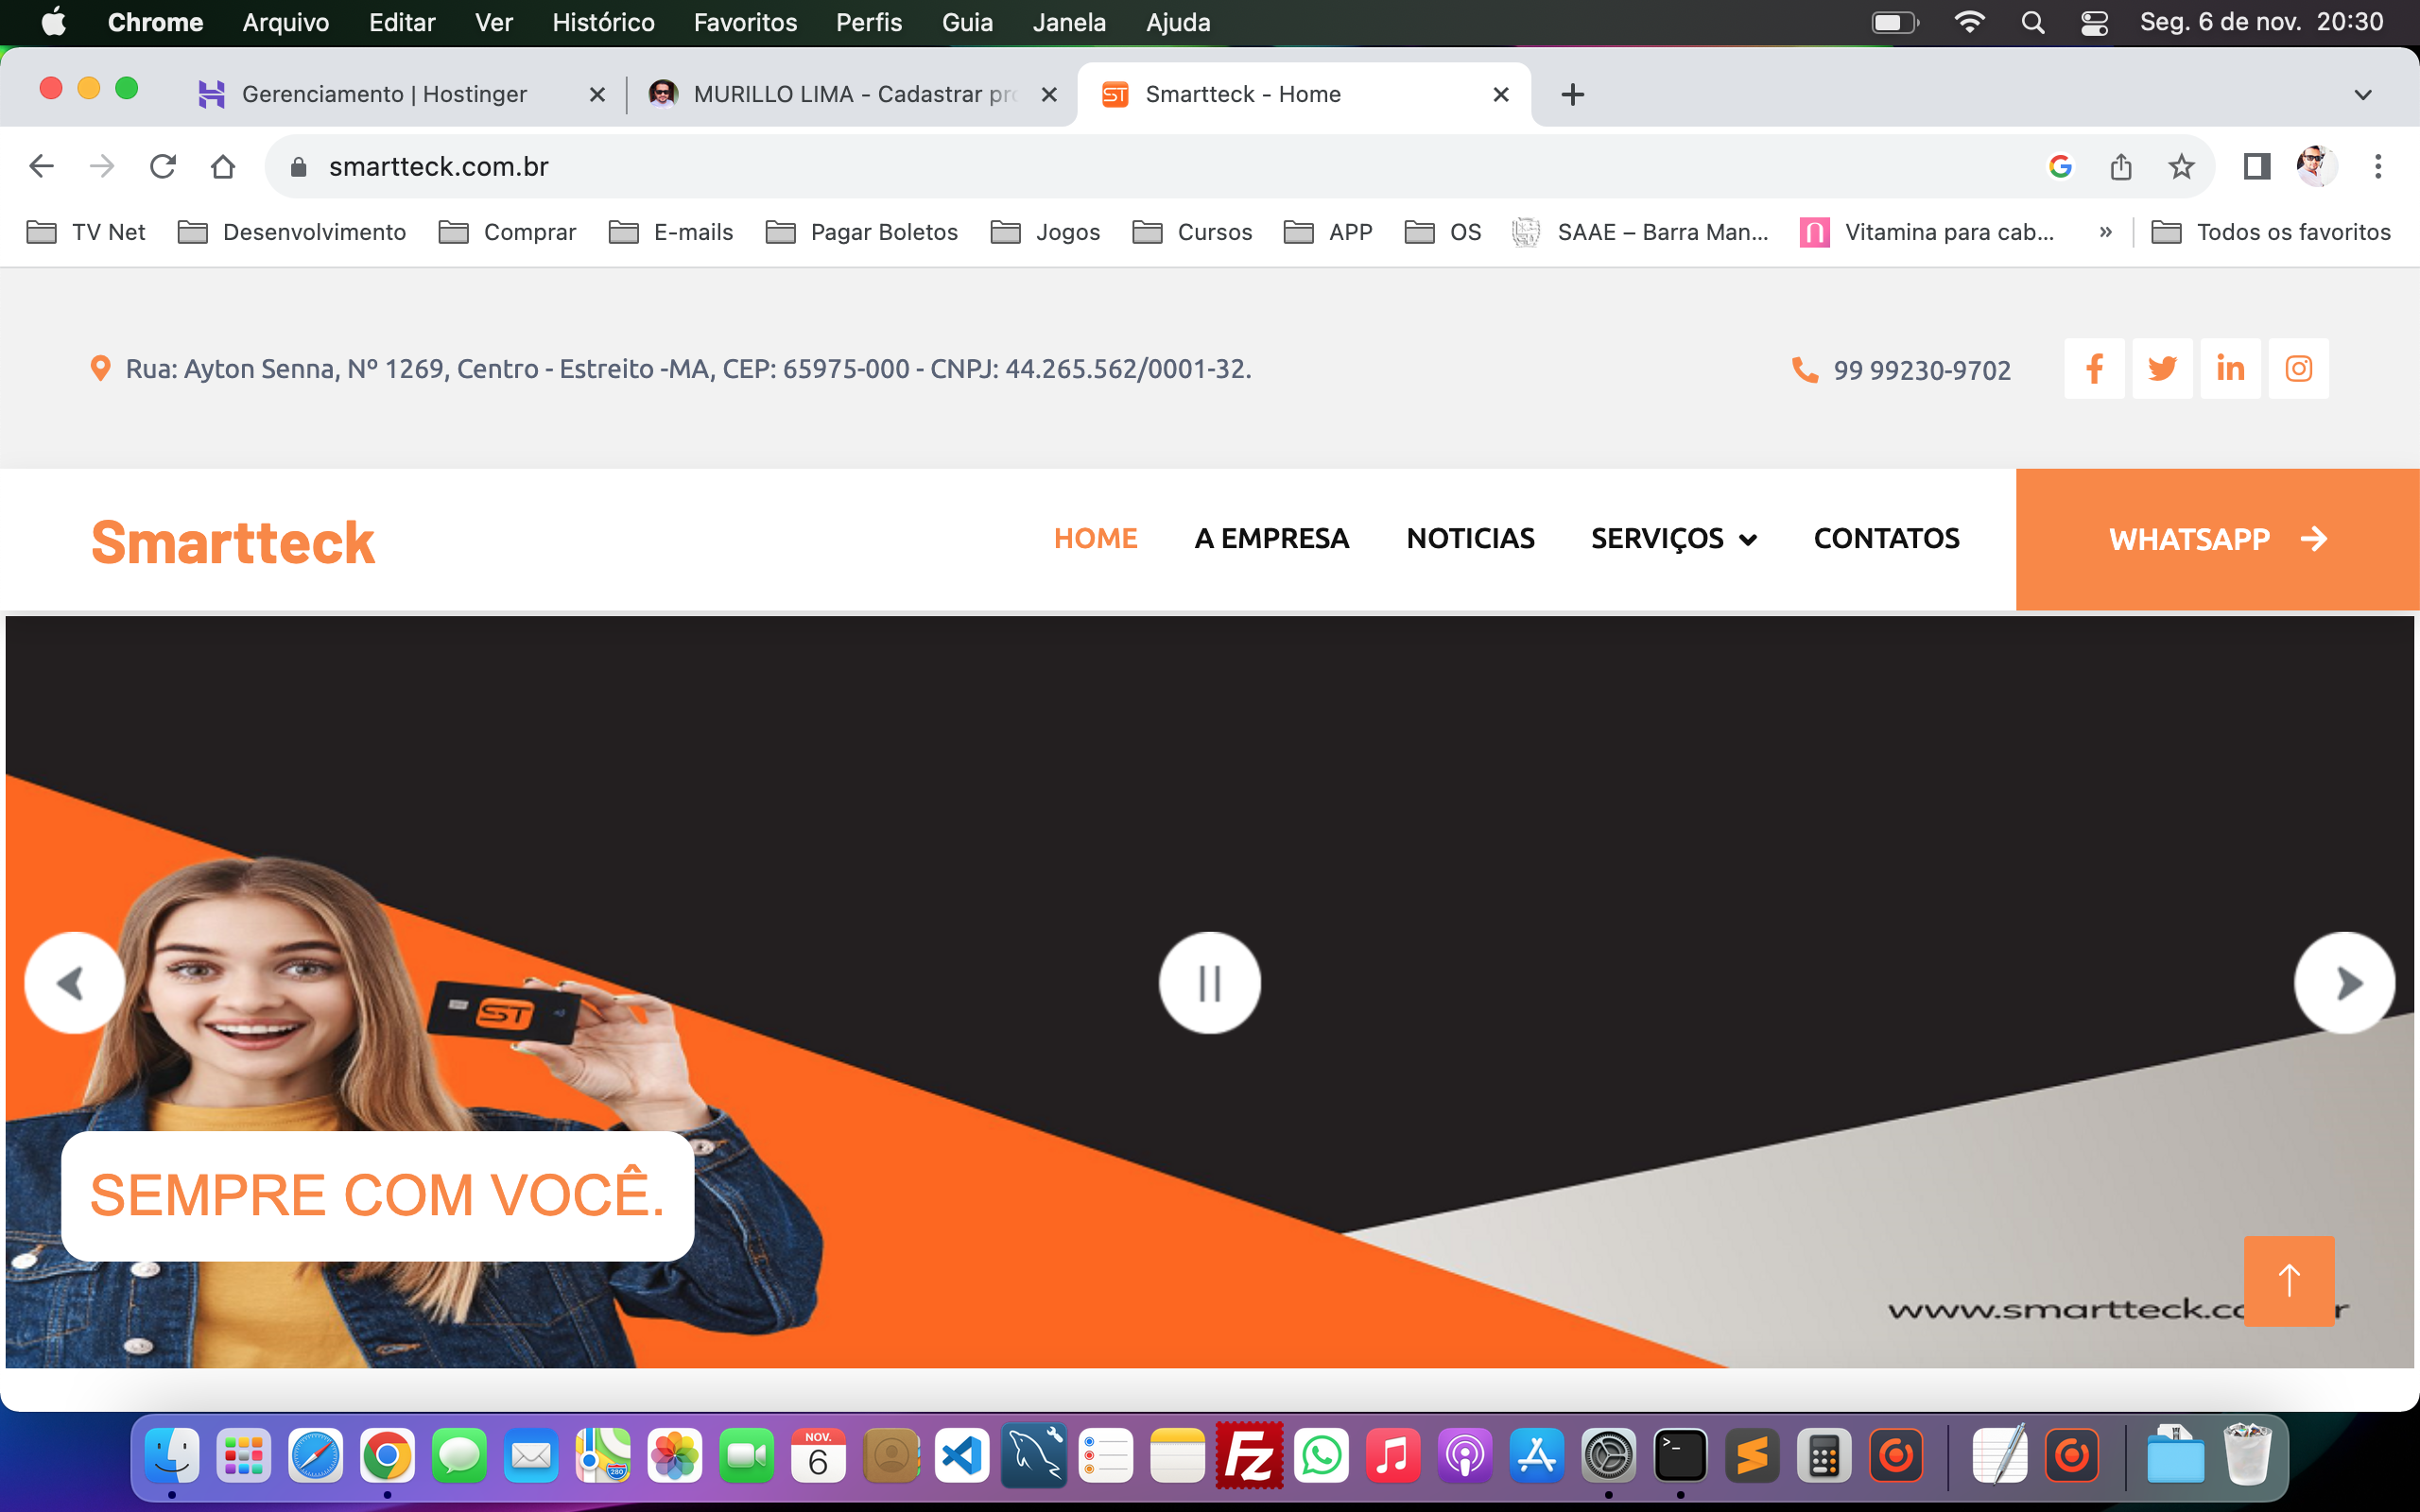 Chrome Arquivo Editar Ver Histórico Favoritos Perfis Guia Janela Ajuda Seg. 6 de nov. 20:30
Gerenciamento | Hostinger MURILLO LIMA - Cadastrar pr Smartteck - Home
smartteck.com.br
TV Net Desenvolvimento Comprar E-mails Pagar Boletos Jogos Cursos APP OS SAAE – Barra Man... Vitamina para cab... » Todos os favoritos
Rua: Ayton Senna, Nº 1269, Centro - Estreito -MA, CEP: 65975-000 - CNPJ: 44.265.562/0001-32. 99 99230-9702
Smartteck HOME A EMPRESA NOTICIAS SERVIÇOS CONTATOS WHATSAPP
ST
SEMPRE COM VOCÊ.
www.smartteck.co r
NOV.
6
280
Fz
>_